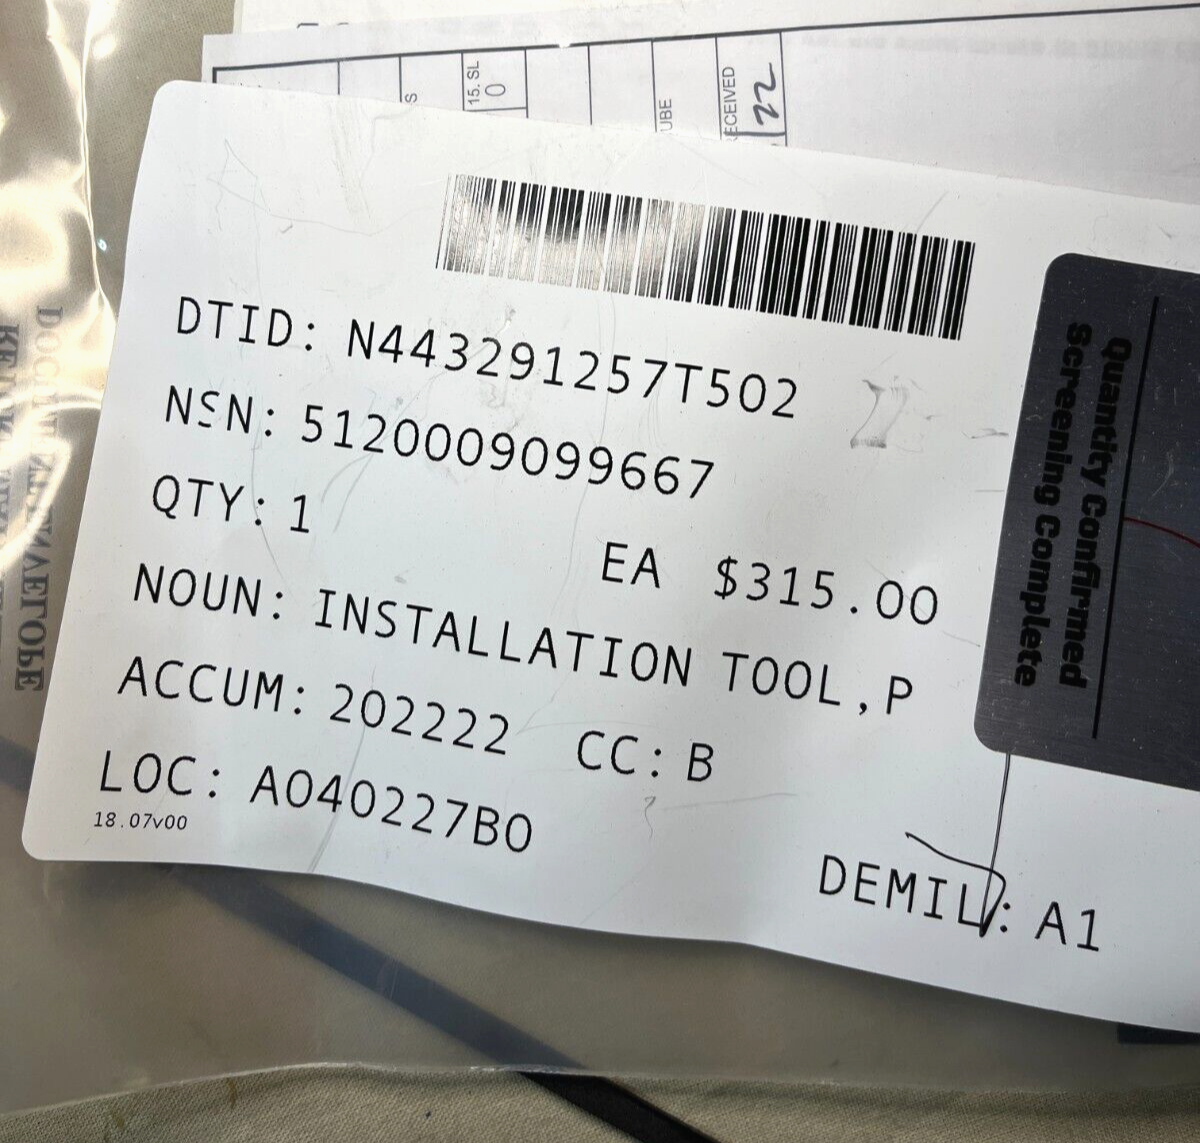 15. SL
0
S
UBE
ECEIVED
22
DTID: N443291257T502
NSN: 5120009099667
QTY: 1
EA $315.00
NOUN: INSTALLATION TOOL,P
ACCUM: 202222 CC: B
LOC: A040227B0
18.07v00
DEMIL: A1
Quantity Confirmed
Screening Complete